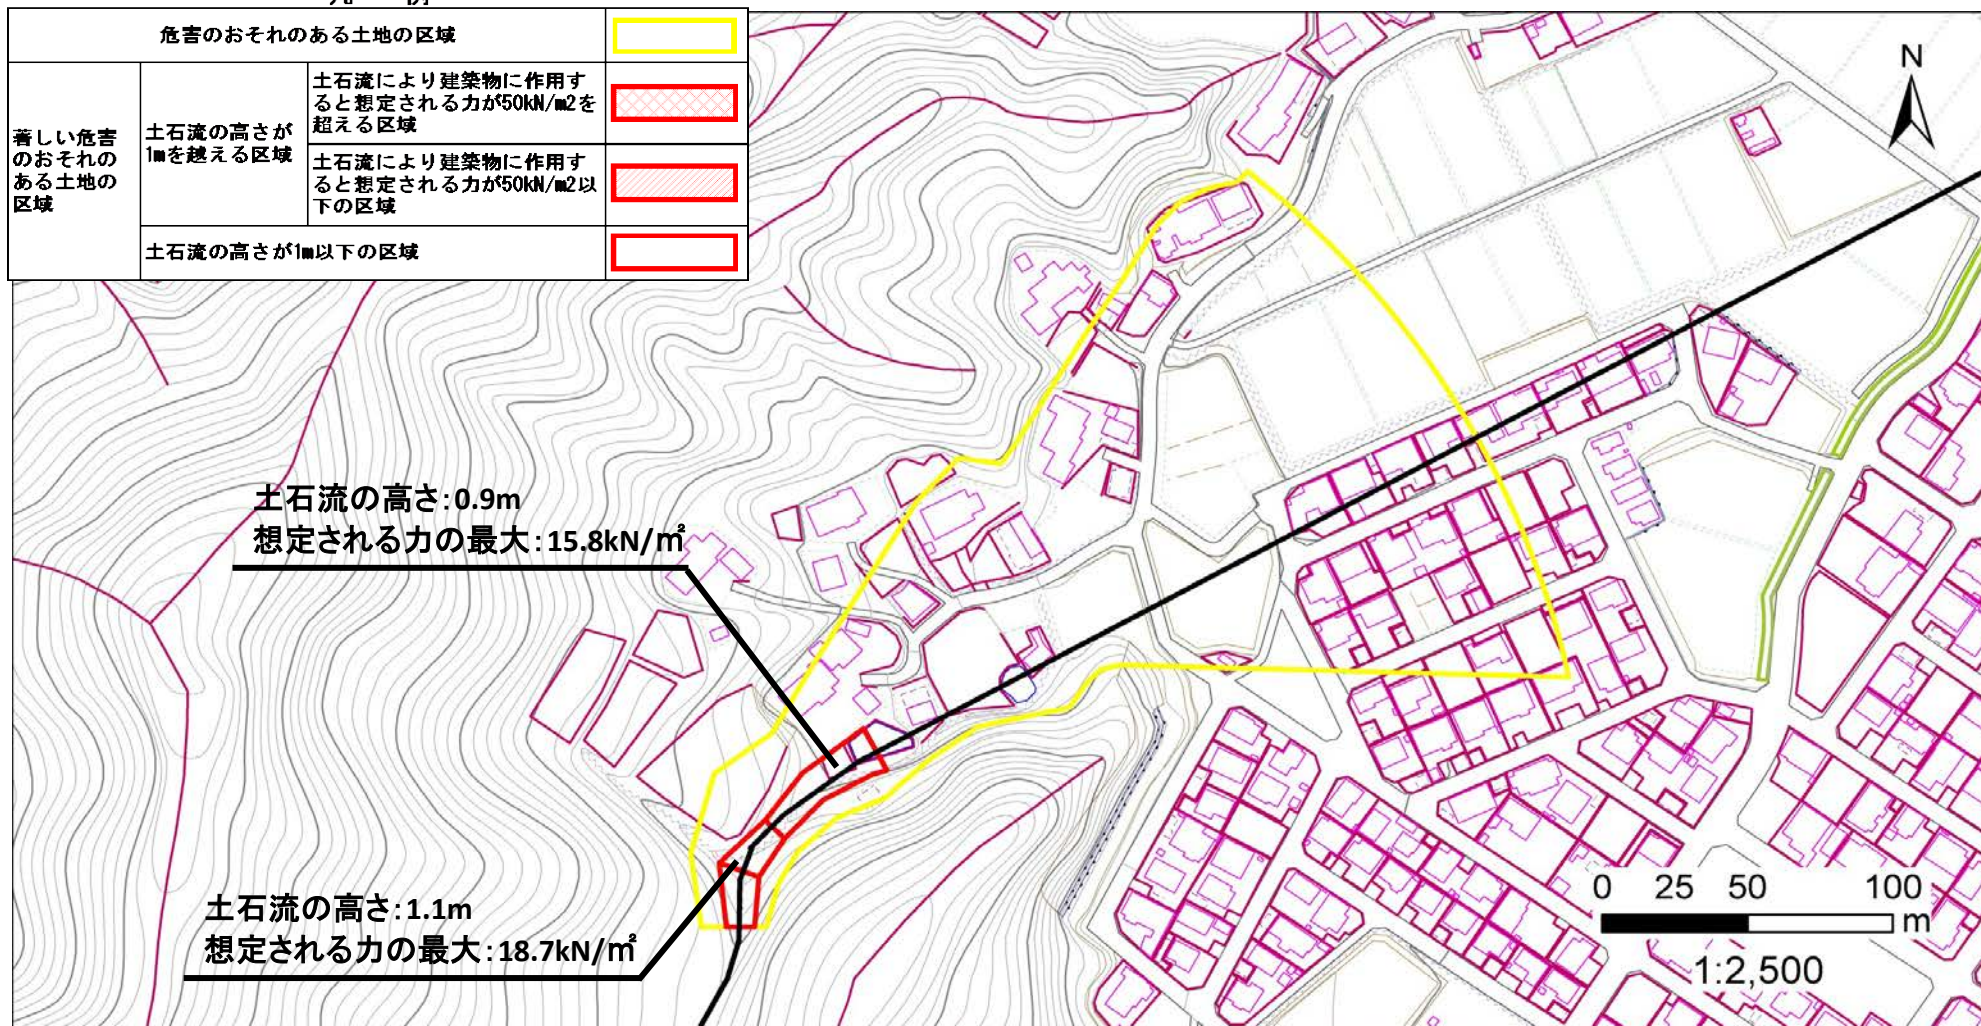 危害のおそれのある土地の区域
著しい危害
のおそれの
ある土地の
区域
土石流の高さが
1mを越える区域
土石流により建築物に作用す
ると想定される力が50kN/m2を
超える区域
土石流により建築物に作用す
ると想定される力が50kN/m2以
下の区域
土石流の高さが1m以下の区域
N
土石流の高さ:0.9m
想定される力の最大:15.8kN/㎡
土石流の高さ:1.1m
想定される力の最大:18.7kN/㎡
0 25 50 100
m
1:2,500